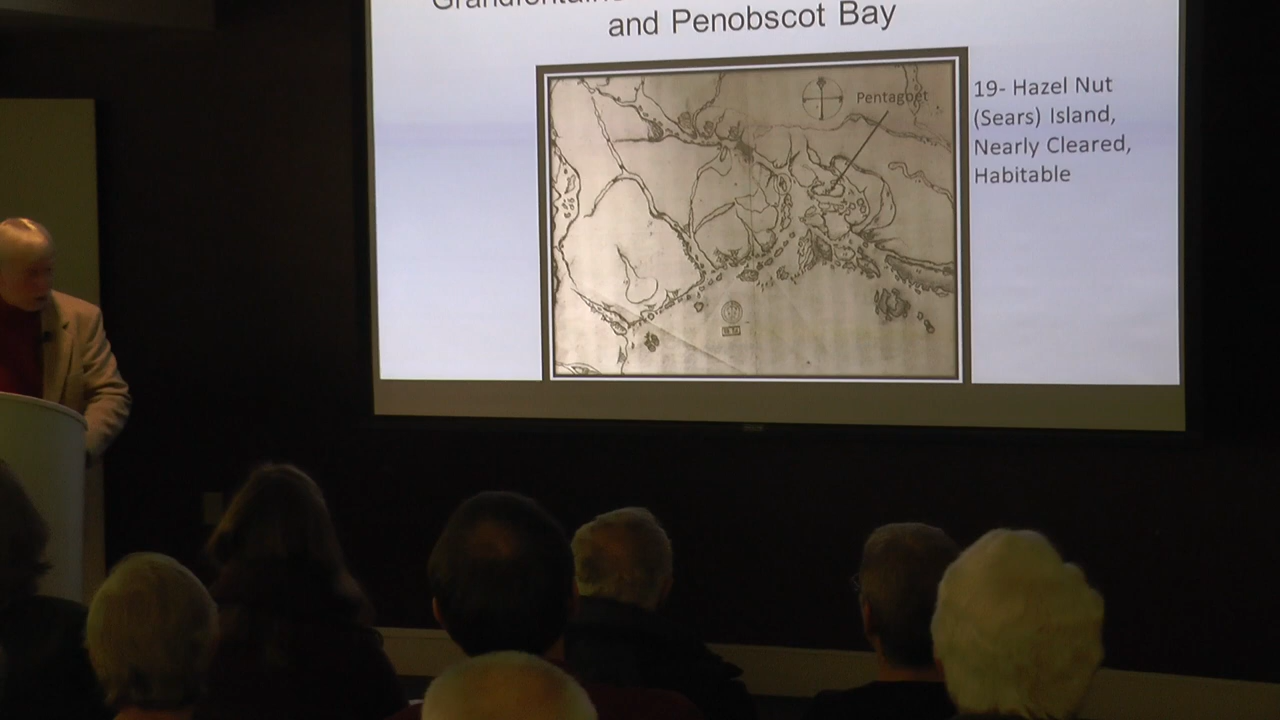 and Penobscot Bay
Pentagoet
19- Hazel Nut
(Sears) Island,
Nearly Cleared,
Habitable